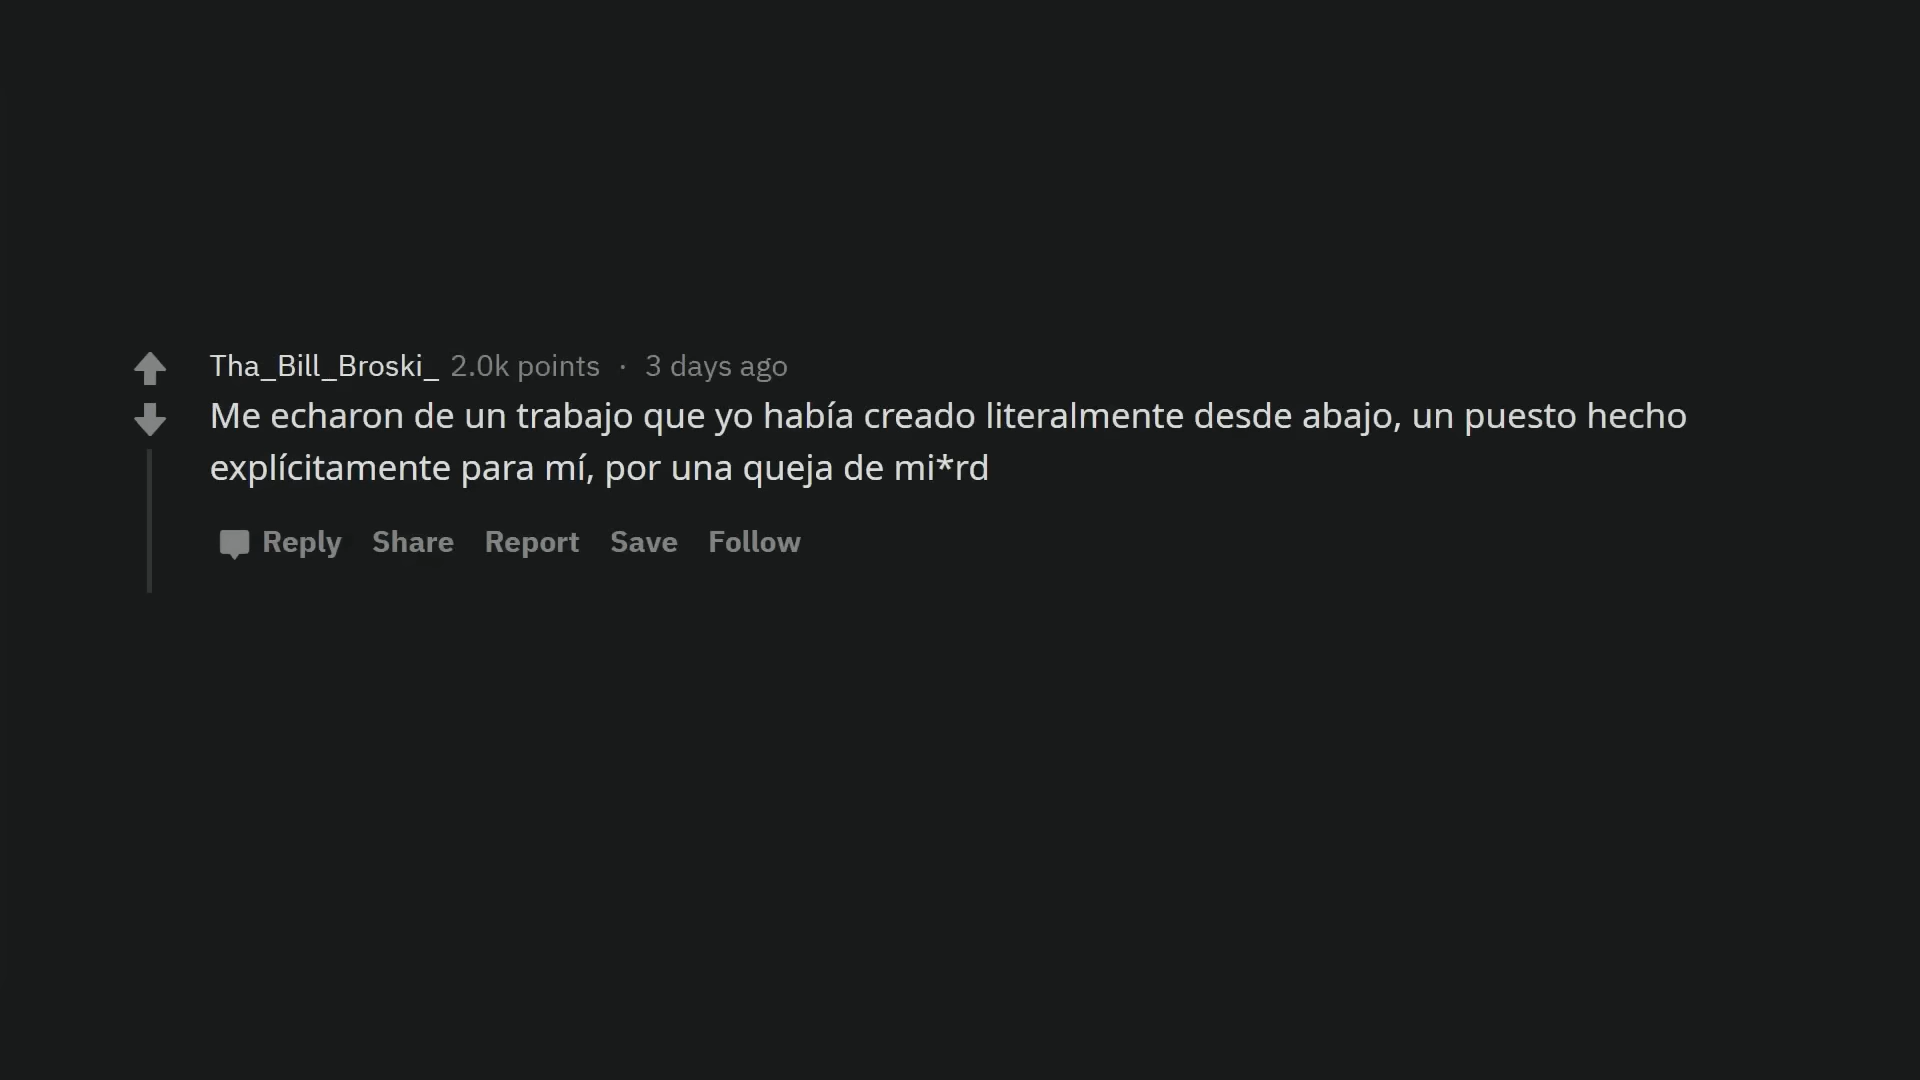 Tha_Bill_Broski_ 2.0k points · 3 days ago
Me echaron de un trabajo que yo había creado literalmente desde abajo, un puesto hecho
explícitamente para mí, por una queja de mi*rd
Reply Share Report Save Follow